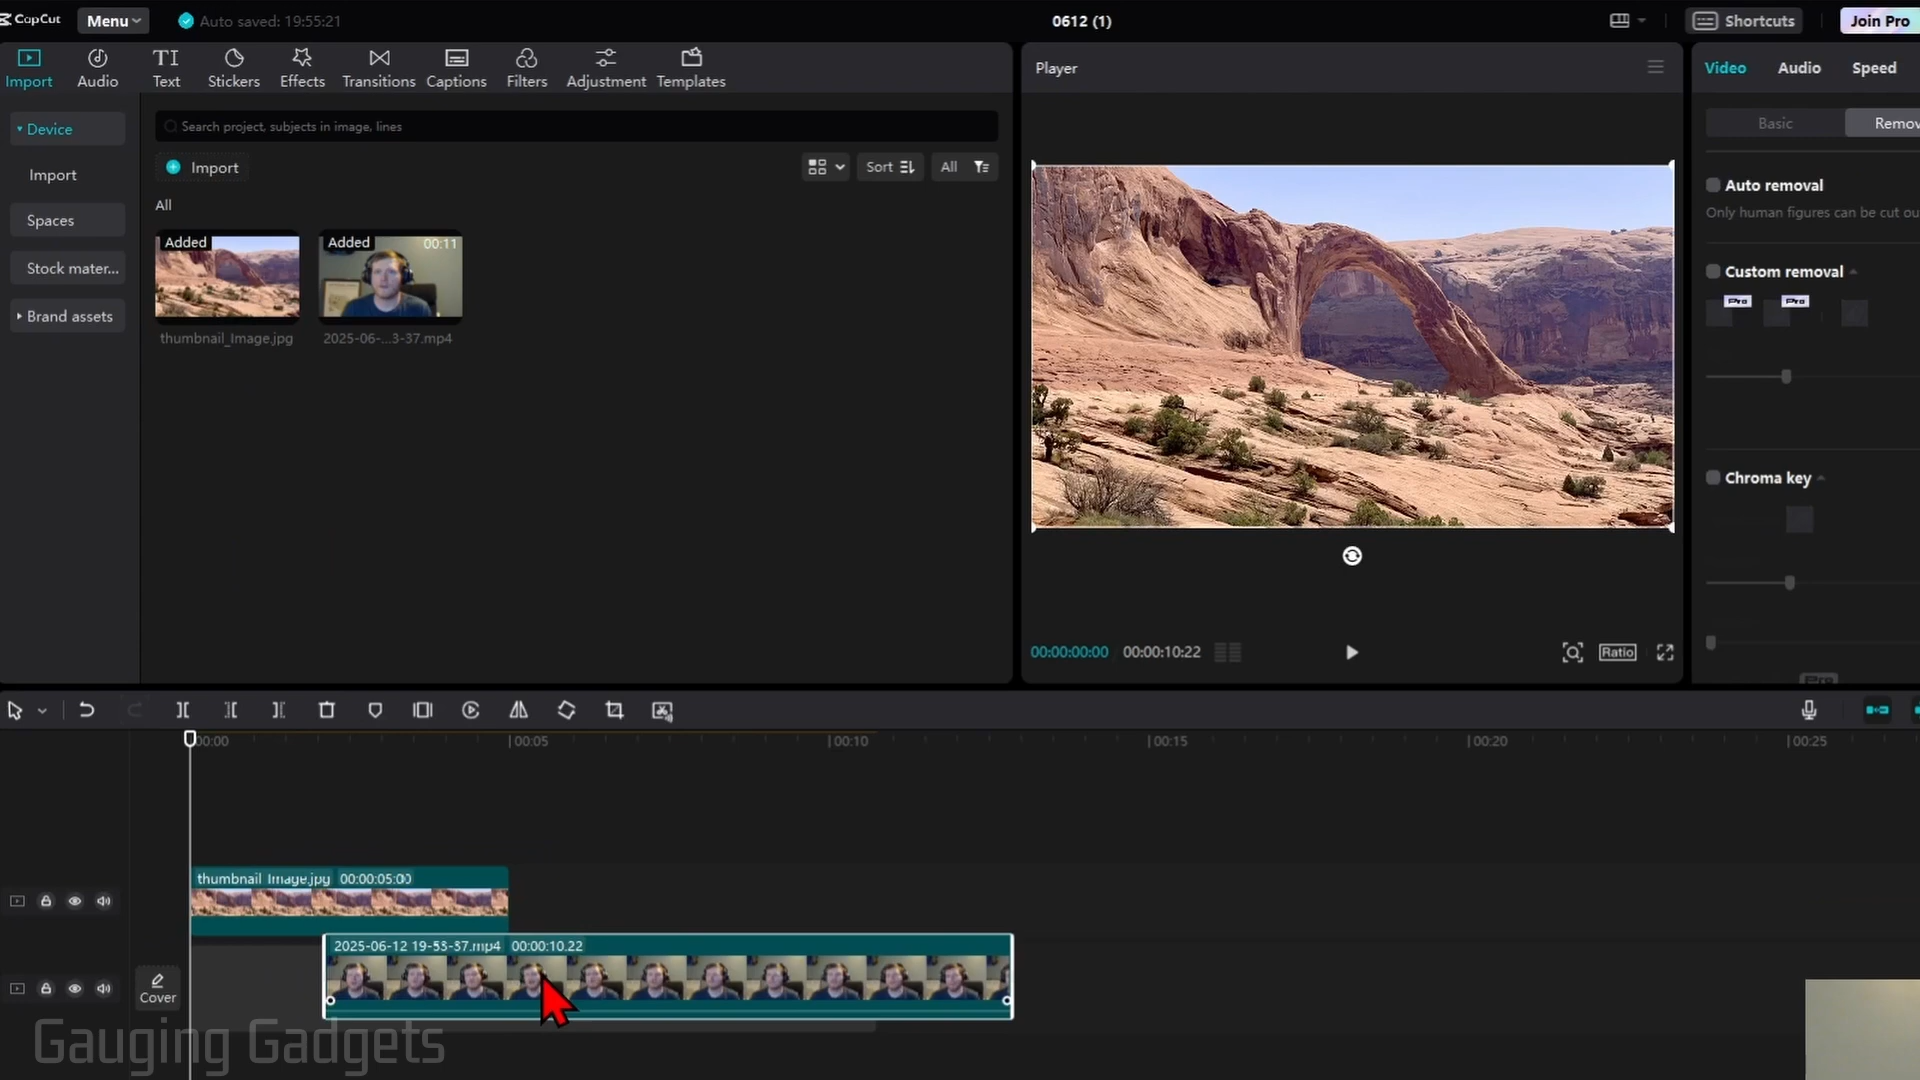 CapCut
Menu
Auto saved: 19:55:21
0612 (1)
Shortcuts
Join Pro
Import
Audio
Text
Stickers
Effects
Transitions
Captions
Filters
Adjustment
Templates
Player
Video
Audio
Speed
Device
Import
Spaces
Stock mater...
Brand assets
Search project, subjects in image, lines
Import
Sort
All
All
Added
Added
00:11
thumbnail_Image.jpg
2025-06-...3-37.mp4
Basic
Remov
Auto removal
Only human figures can be cut ou
Custom removal
Pro
Pro
Chroma key
Pro
00:00:00:00
00:00:10:22
Ratio
00:00
00:05
00:10
00:15
00:20
00:25
thumbnail_Image.jpg 00:00:05:00
2025-06-12 19-53-37.mp4 00:00:10:22
Cover
Gauging Gadgets